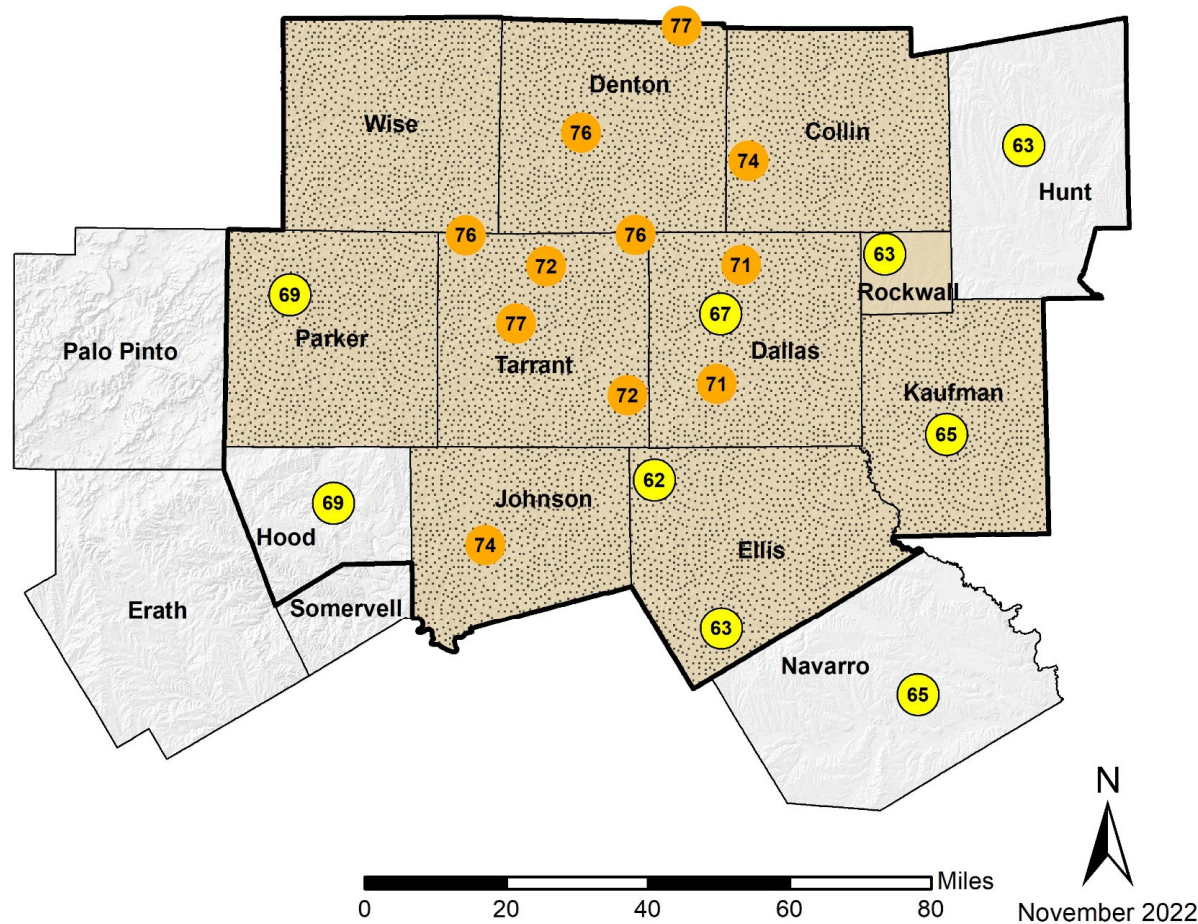 77
Denton
Wise
76
Collin
74
63
Hunt
76
76
72
71
63
Rockwall
69
67
77
Parker
Palo Pinto
Tarrant
Dallas
72
71
Kaufman
65
62
69
Johnson
Hood
74
Ellis
Erath
Somervell
63
Navarro
65
N
Miles
0 20 40 60 80
November 2022